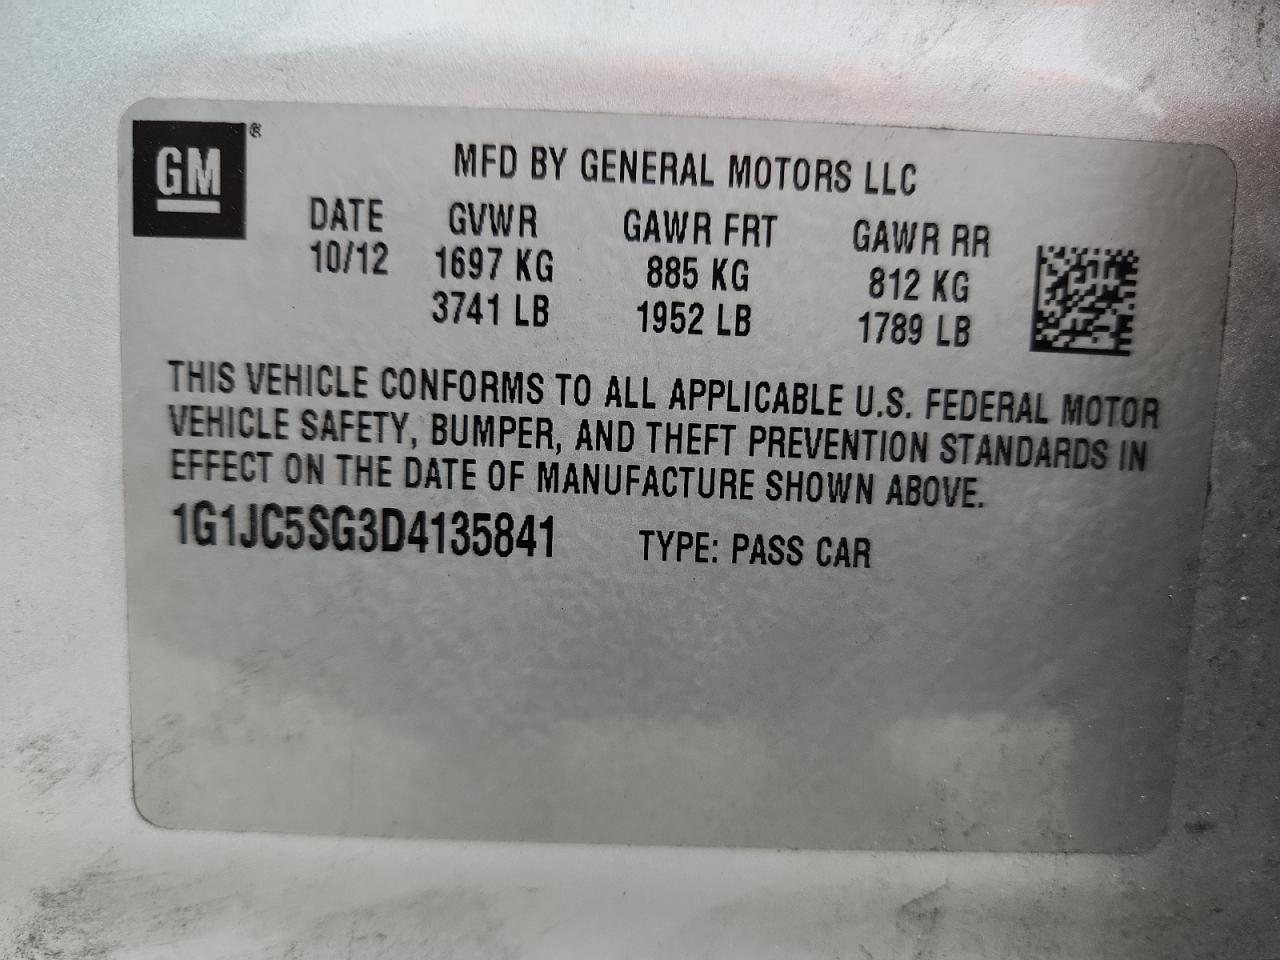 GM®
MFD BY GENERAL MOTORS LLC
DATE GVWR GAWR FRT GAWR RR
10/12 1697 KG 885 KG 812 KG
3741 LB 1952 LB 1789 LB
THIS VEHICLE CONFORMS TO ALL APPLICABLE U.S. FEDERAL MOTOR
VEHICLE SAFETY, BUMPER, AND THEFT PREVENTION STANDARDS IN
EFFECT ON THE DATE OF MANUFACTURE SHOWN ABOVE.
1G1JC5SG3D4135841 TYPE: PASS CAR